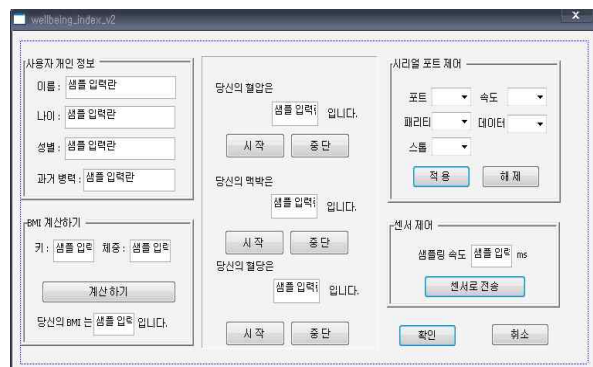 wellbeing_index_v2
X
사용자 개인 정보
이름 : 샘플 입력란
나이 : 샘플 입력란
성별 : 샘플 입력란
과거 병력 : 샘플 입력란
BMI 계산하기
키 : 샘플 입력 체중 : 샘플 입력
계산하기
당신의 BMI 는 샘플 입력 입니다.
당신의 혈압은
샘플 입력 입니다.
시작 중단
당신의 맥박은
샘플 입력 입니다.
시작 중단
당신의 혈당은
샘플 입력 입니다.
시작 중단
시리얼 포트 제어
포트 속도
패리티 데이터
스톱
적용 해제
센서 제어
샘플링 속도 샘플 입력 ms
센서로 전송
확인 취소